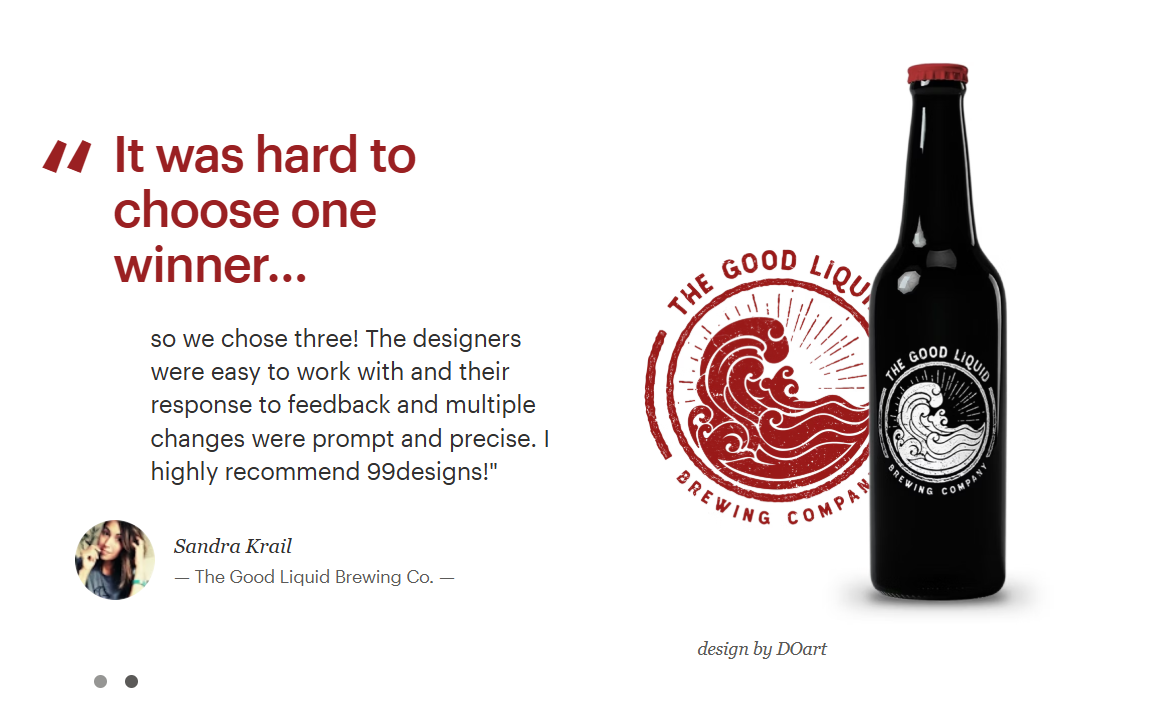 “ It was hard to
choose one
winner...
so we chose three! The designers
were easy to work with and their
response to feedback and multiple
changes were prompt and precise. I
highly recommend 99designs!"
Sandra Krail
— The Good Liquid Brewing Co. —
THE GOOD LIQUI
BREWING COMPAN
THE GOOD LIQUID
BREWING COMPANY
design by DOart